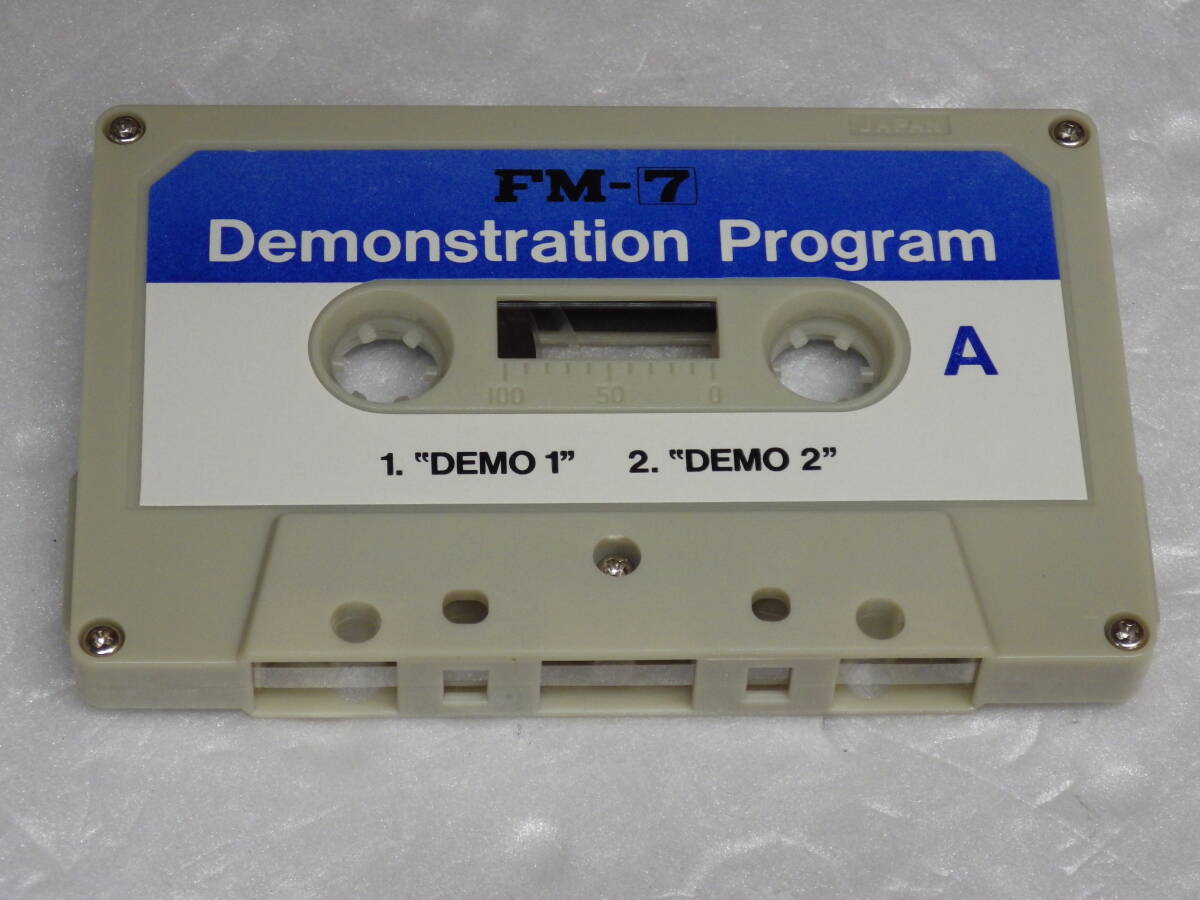 JAPAN
FM-7
Demonstration Program
A
100 50 0
1. "DEMO 1" 2. "DEMO 2"